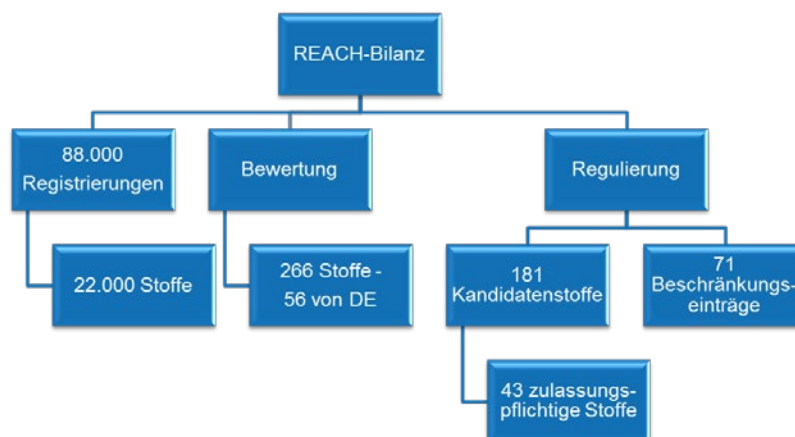 REACH-Bilanz
88.000
Registrierungen
Bewertung
Regulierung
22.000 Stoffe
266 Stoffe -
56 von DE
181
Kandidatenstoffe
71
Beschränkungs-
einträge
43 zulassungs-
pflichtige Stoffe